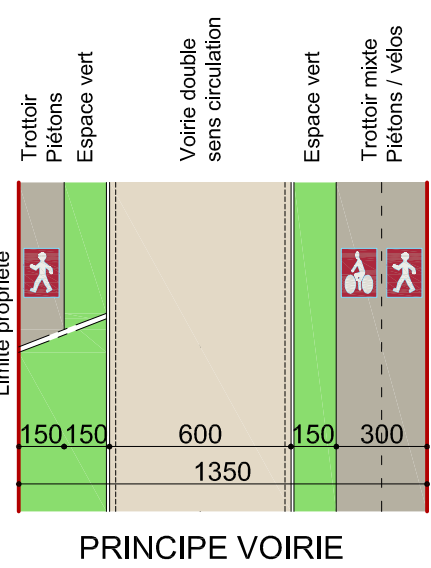 Trottoir
Piétons
Espace vert
Voirie double
sens circulation
Espace vert
Trottoir mixte
Piétons / vélos
Limite propriété
150 150 600 150 300
1350
PRINCIPE VOIRIE